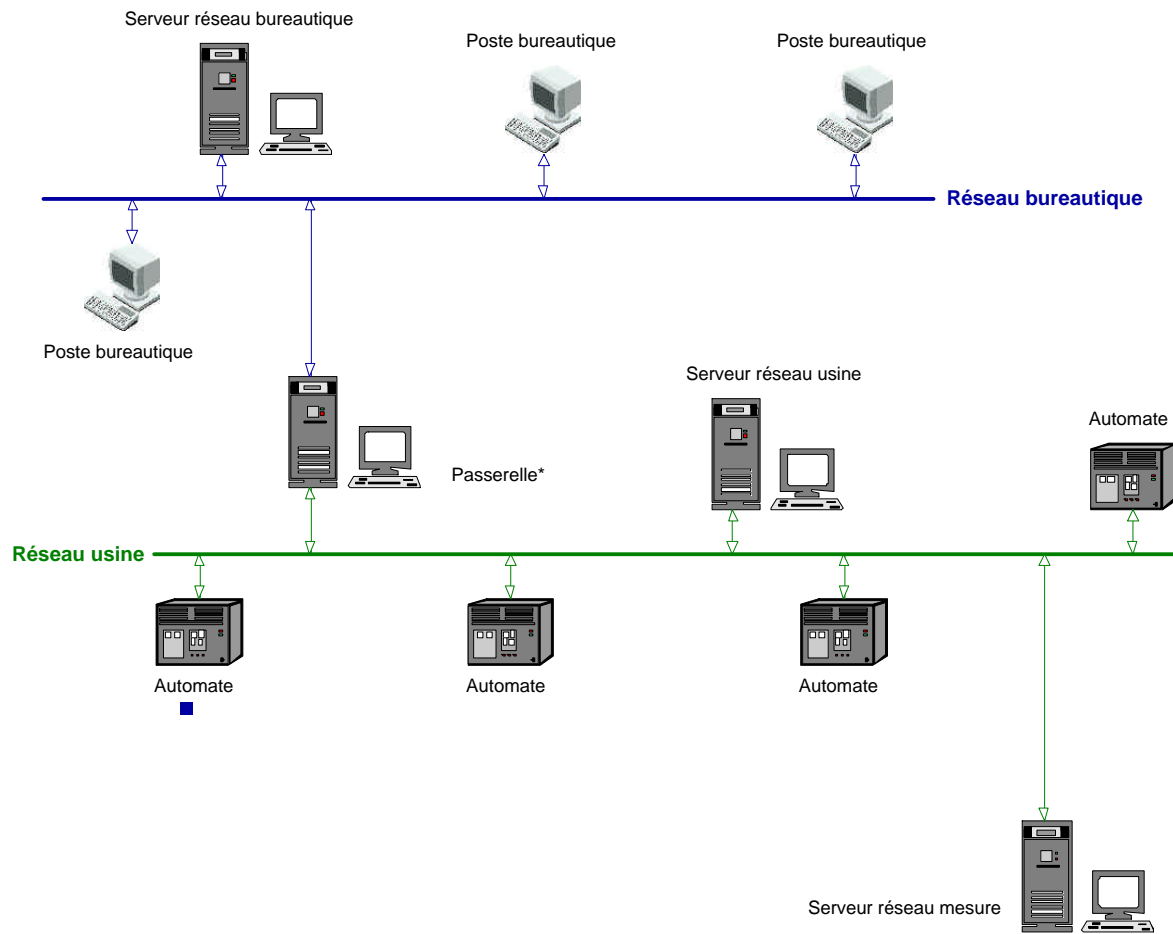 Serveur réseau bureautique
Poste bureautique
Poste bureautique
Réseau bureautique
Poste bureautique
Serveur réseau usine
Automate
Passerelle*
Réseau usine
Automate
Automate
Automate
Serveur réseau mesure